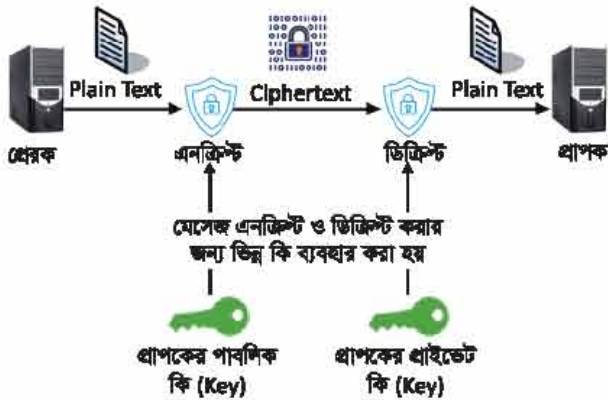 Plain Text
Ciphertext
Plain Text
প্রেরক
এনক্রিপ্ট
ডিক্রিপ্ট
প্রাপক
মেসেজ এনক্রিপ্ট ও ডিক্রিপ্ট করার
জন্য ভিন্ন কি ব্যবহার করা হয়
প্রাপকের পাবলিক
কি (Key)
প্রাপকের প্রাইভেট
কি (Key)